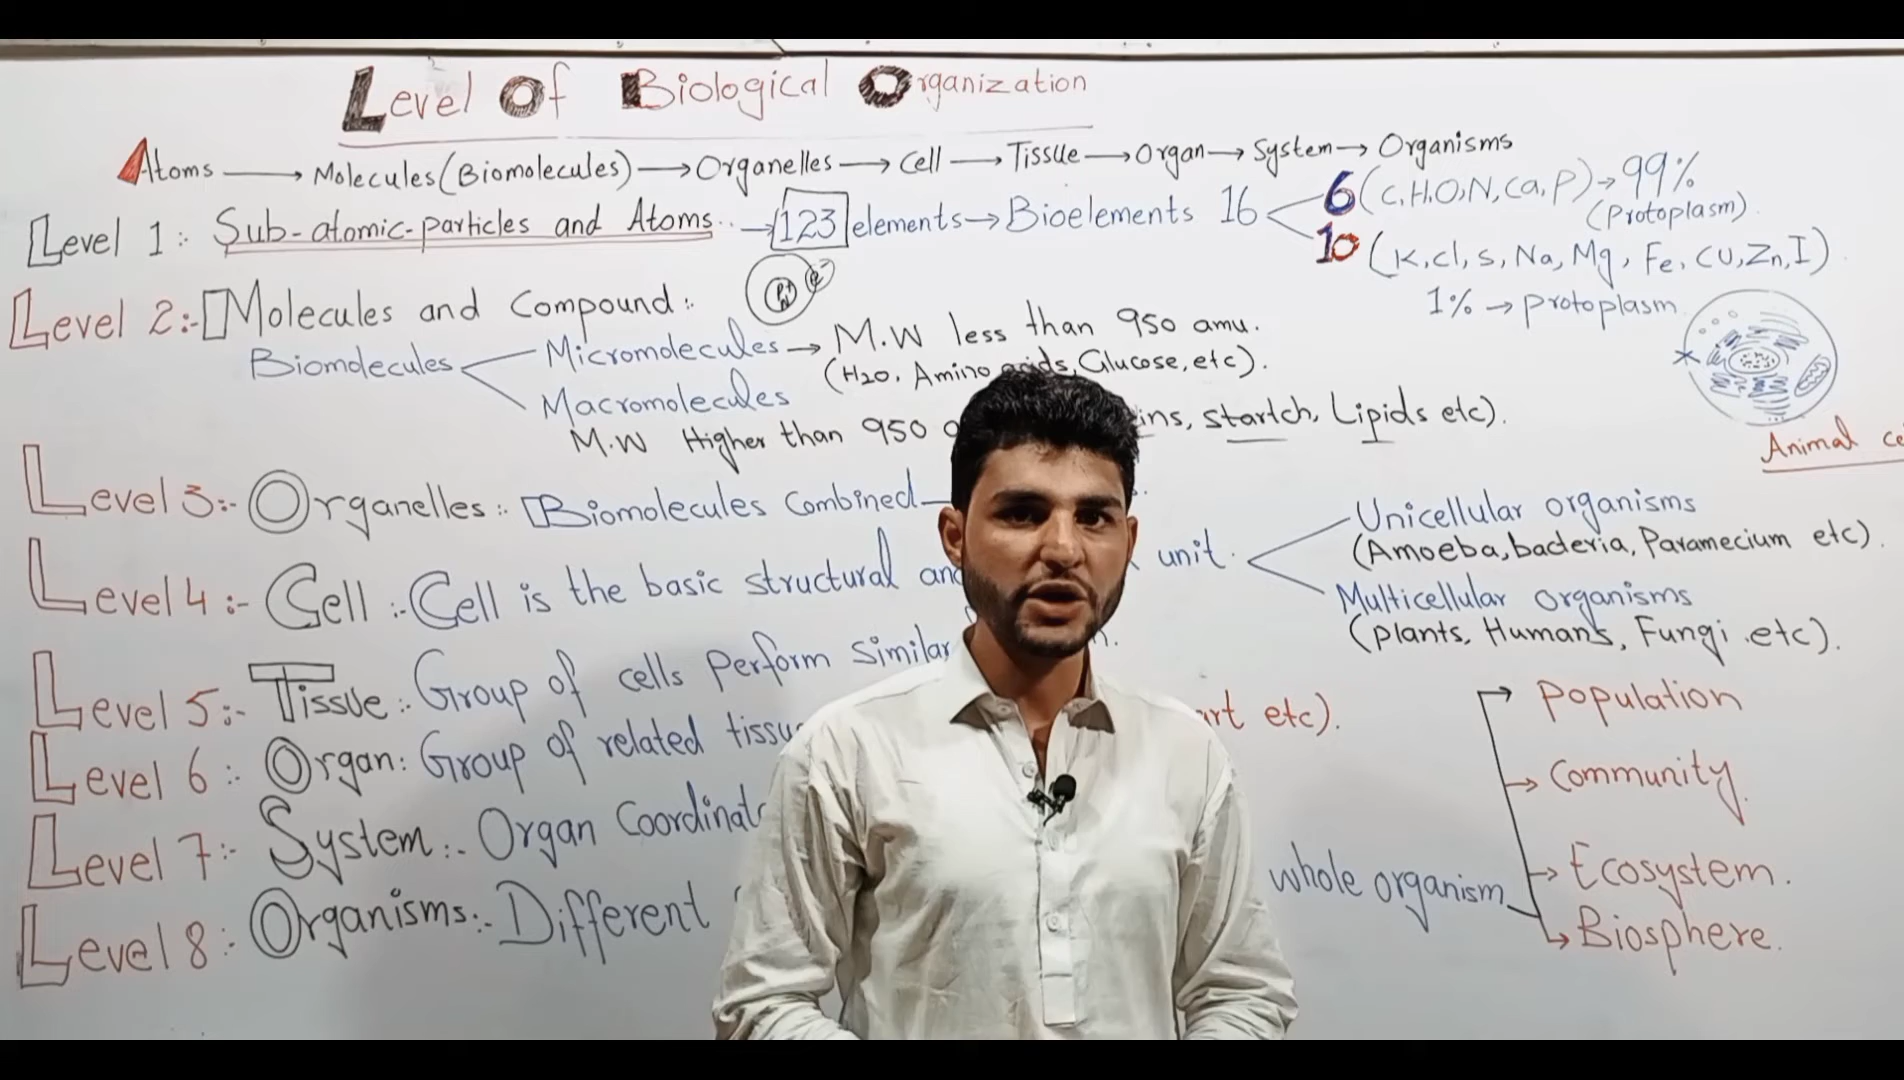 Level Of Biological Organization
Atoms → Molecules (Biomolecules) → Organelles → Cell → Tissue → Organ → System → Organisms
Level 1:- Sub-atomic-particles and Atoms → 123 elements → Bioelements 16
6 (C,H,O,N,Ca,P) → 99%
(Protoplasm)
10 (K,Cl,S,Na,Mg,Fe,Cu,Zn,I)
1% → Protoplasm
Level 2:- Molecules and Compound:-
P+
e-
Biomolecules
Micromolecules → M.W less than 950 amu.
(H2O, Amino acids, Glucose, etc).
Macromolecules
M.W Higher than 950
startch, Lipids etc).
Animal
Level 3:- Organelles:- Biomolecules Combined
Level 4:- Cell:- Cell is the basic structural and unit.
Unicellular organisms
(Amoeba, bacteria, Paramecium etc).
Multicellular organisms
(Plants, Humans, Fungi etc).
Level 5:- Tissue:- Group of cells Perform similar
Level 6:- Organ: Group of related
etc).
Level 7:- System:- Organ
Level 8:- Organisms:- Different
whole organism
Population
Community
Ecosystem.
Biosphere.